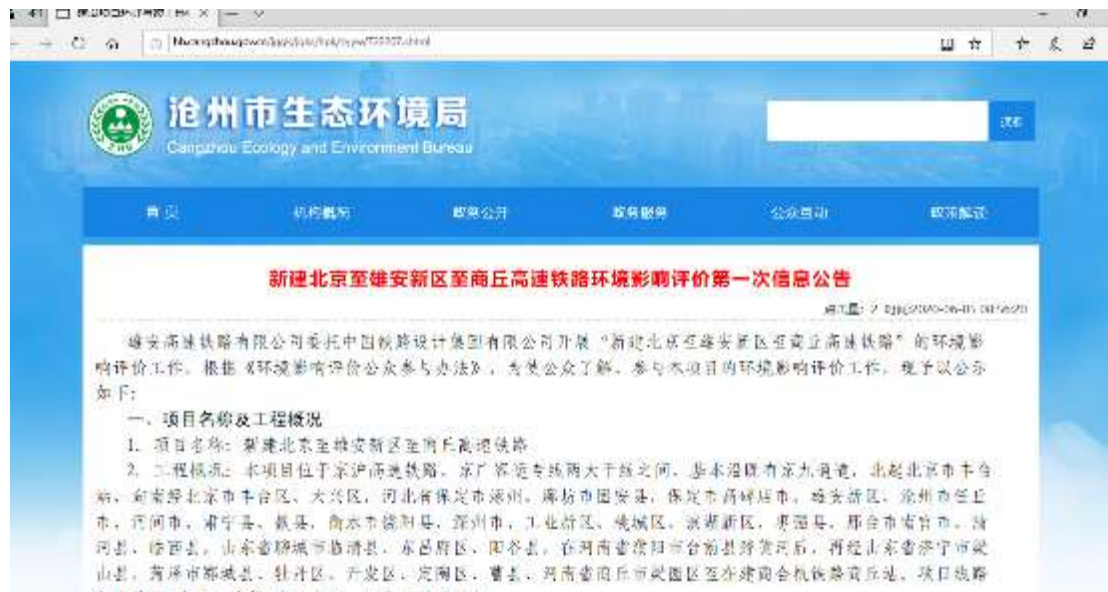 沧州市生态环境局
Cangzhou Ecology and Environment Bureau
搜索
首页 机构概况 政务公开 政务服务 公众互动 政策解读
新建北京至雄安新区至商丘高速铁路环境影响评价第一次信息公告
雄安高速铁路有限公司委托中国铁路设计集团有限公司开展“新建北京至雄安新区至商丘高速铁路”的环境影
响评价工作。根据《环境影响评价公众参与办法》,为使公众了解、参与本项目的环境影响评价工作,现予以公示
如下:
一、项目名称及工程概况
1. 项目名称:新建北京至雄安新区至商丘高速铁路
2. 工程概况:本项目位于京沪高速铁路、京广客运专线两大干线之间,基本沿既有京九通道,北起北京市丰台
站,向南经北京市丰台区、大兴区,河北省保定市涿州、廊坊市固安县、保定市高碑店市、雄安新区、沧州市任丘
市、河间市、肃宁县、献县、衡水市饶阳县、深州市、工业新区、桃城区、滨湖新区、枣强县、邢台市南宫市、清
河县、临西县,山东省聊城市临清县、东昌府区、阳谷县,在河南省濮阳市台前县跨黄河后,再经山东省济宁市梁
山县、菏泽市郓城县、牡丹区、开发区、定陶区、曹县,河南省商丘市梁园区至在建商合杭铁路商丘站。项目线路